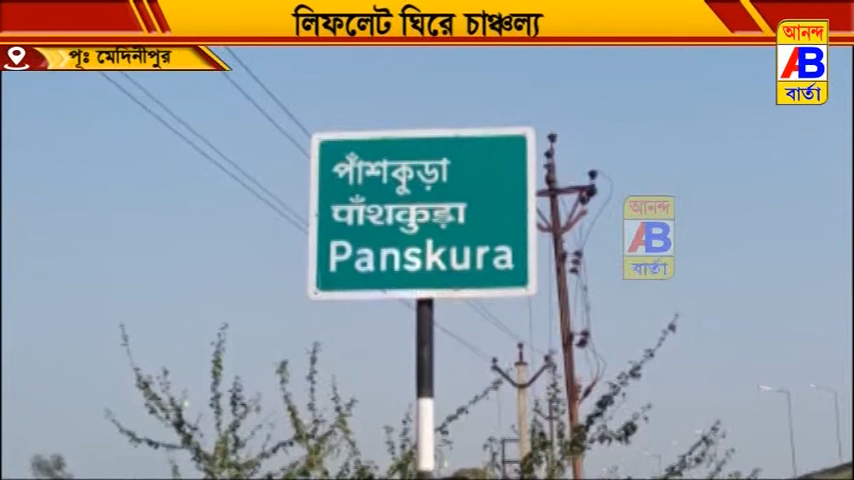 লিফলেট ঘিরে চাঞ্চল্য
পূঃ মেদিনীপুর
আনন্দ
AB
বার্তা
পাঁশকুড়া
पाँशकुड़ा
Panskura
আনন্দ
AB
বার্তা